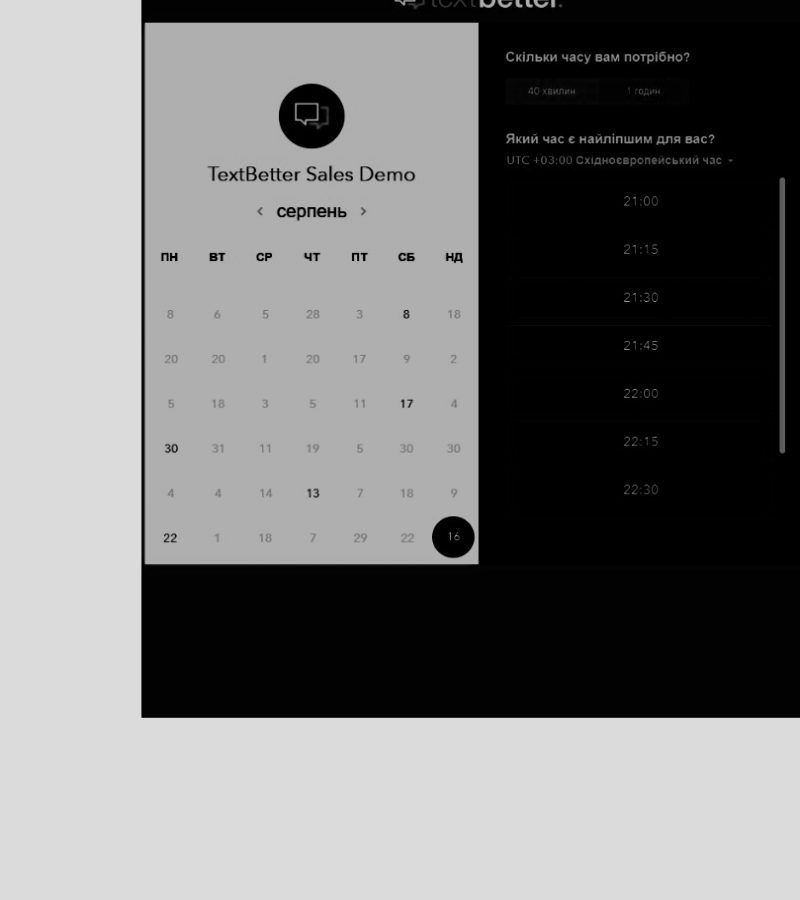 textbetter.
TextBetter Sales Demo
серпень
ПН ВТ СР ЧТ ПТ СБ НД
8 6 5 28 3 8 18
20 20 1 20 17 9 2
5 18 3 5 11 17 4
30 31 11 19 5 30 30
4 4 14 13 7 18 9
22 1 18 7 29 22 16
Скільки часу вам потрібно?
40 хвилин 1 годин
Який час є найліпшим для вас?
UTC +03:00 Східноєвропейський час
21:00
21:15
21:30
21:45
22:00
22:15
22:30